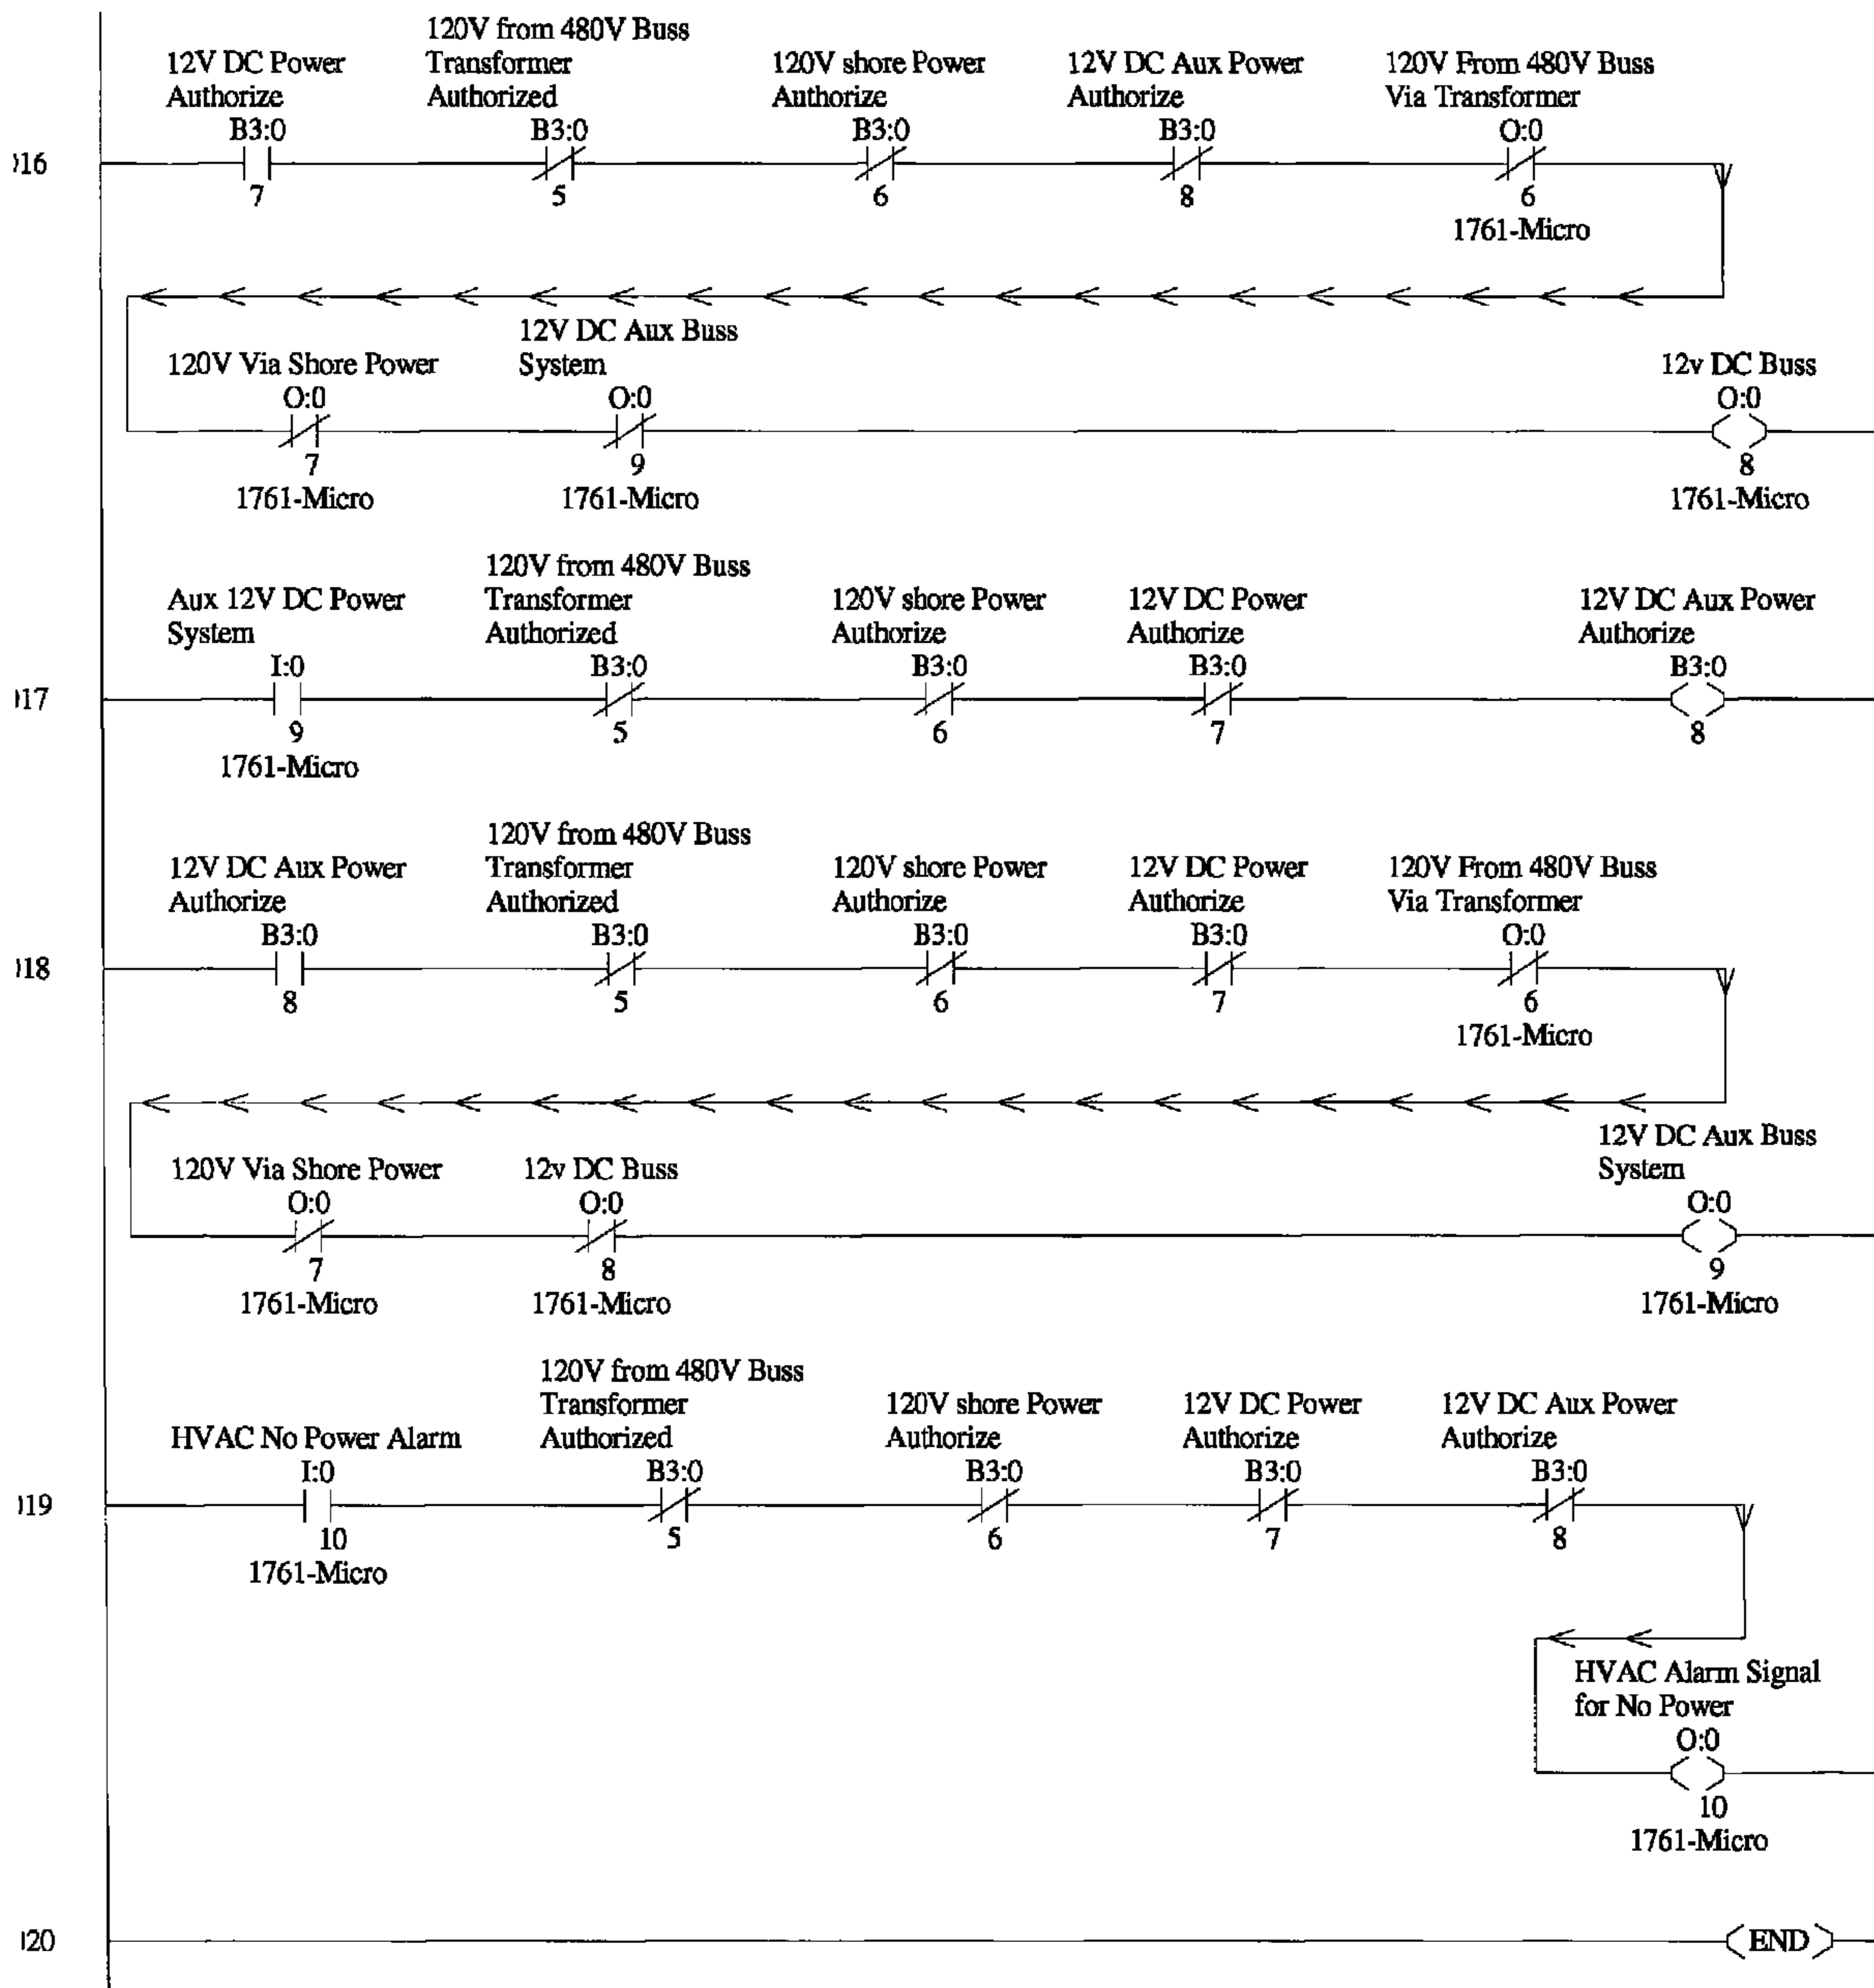 12V DC Power
Authorize
B3:0
7
120V from 480V Buss
Transformer
Authorized
B3:0
5
120V shore Power
Authorize
B3:0
6
12V DC Aux Power
Authorize
B3:0
8
120V From 480V Buss
Via Transformer
O:0
6
1761-Micro
16
120V Via Shore Power
O:0
7
1761-Micro
12V DC Aux Buss
System
O:0
9
1761-Micro
12v DC Buss
O:0
8
1761-Micro
Aux 12V DC Power
System
I:0
9
1761-Micro
120V from 480V Buss
Transformer
Authorized
B3:0
5
120V shore Power
Authorize
B3:0
6
12V DC Power
Authorize
B3:0
7
12V DC Aux Power
Authorize
B3:0
8
17
12V DC Aux Power
Authorize
B3:0
8
120V from 480V Buss
Transformer
Authorized
B3:0
5
120V shore Power
Authorize
B3:0
6
12V DC Power
Authorize
B3:0
7
120V From 480V Buss
Via Transformer
O:0
6
1761-Micro
18
120V Via Shore Power
O:0
7
1761-Micro
12v DC Buss
O:0
8
1761-Micro
12V DC Aux Buss
System
O:0
9
1761-Micro
HVAC No Power Alarm
I:0
10
1761-Micro
120V from 480V Buss
Transformer
Authorized
B3:0
5
120V shore Power
Authorize
B3:0
6
12V DC Power
Authorize
B3:0
7
12V DC Aux Power
Authorize
B3:0
8
19
HVAC Alarm Signal
for No Power
O:0
10
1761-Micro
20
END